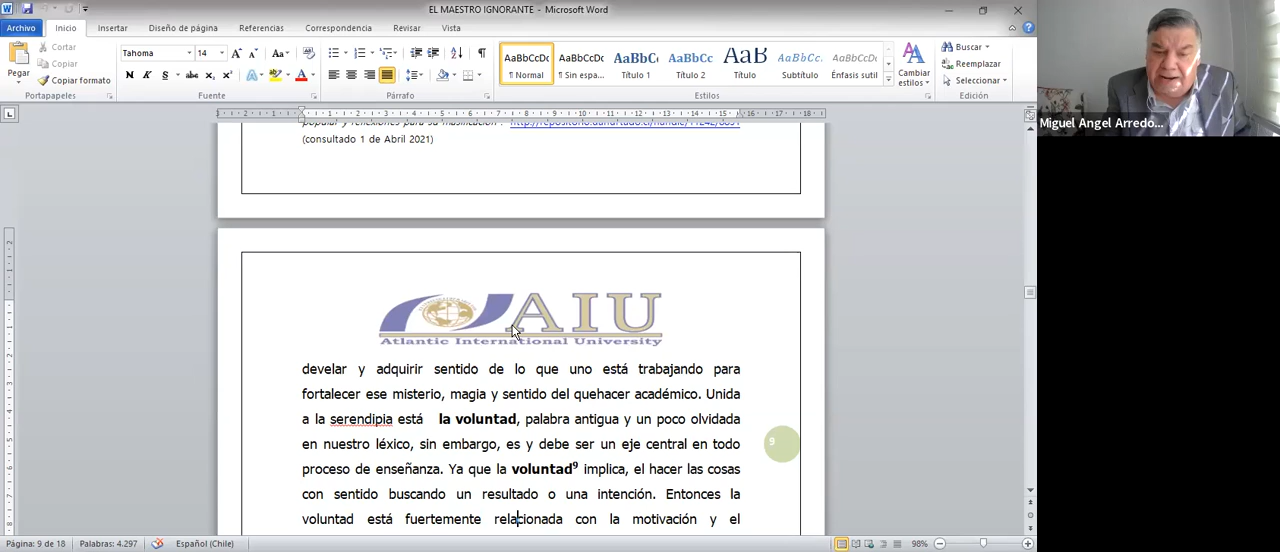 EL MAESTRO IGNORANTE - Microsoft Word
Archivo Inicio Insertar Diseño de página Referencias Correspondencia Revisar Vista
Cortar
Copiar
Copiar formato
Pegar
Portapapeles
Tahoma 14
Fuente
Párrafo
AaBbCcDc AaBbCcDc AaBbC AaBbCc AaB AaBbCc. AaBbCcDc
¶ Normal ¶ Sin espa... Título 1 Título 2 Título Subtítulo Énfasis sutil
Cambiar estilos
Estilos
Buscar
Reemplazar
Seleccionar
Edición
Miguel Angel Arredo...
(consultado 1 de Abril 2021)
AIU
Atlantic International University
develar y adquirir sentido de lo que uno está trabajando para
fortalecer ese misterio, magia y sentido del quehacer académico. Unida
a la serendipia está la voluntad, palabra antigua y un poco olvidada
en nuestro léxico, sin embargo, es y debe ser un eje central en todo
9
proceso de enseñanza. Ya que la voluntad⁹ implica, el hacer las cosas
con sentido buscando un resultado o una intención. Entonces la
voluntad está fuertemente relacionada con la motivación y el
Página: 9 de 18 Palabras: 4.297 Español (Chile) 98%